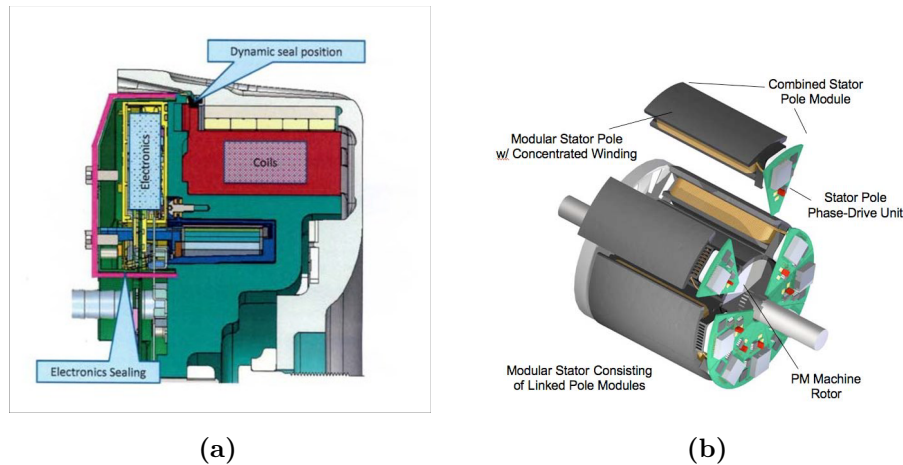 Dynamic seal position
Electronics
Coils
Electronics Sealing
(a)
Combined Stator
Pole Module
Modular Stator Pole
w/ Concentrated Winding
Stator Pole
Phase-Drive Unit
Modular Stator Consisting
of Linked Pole Modules
PM Machine
Rotor
(b)